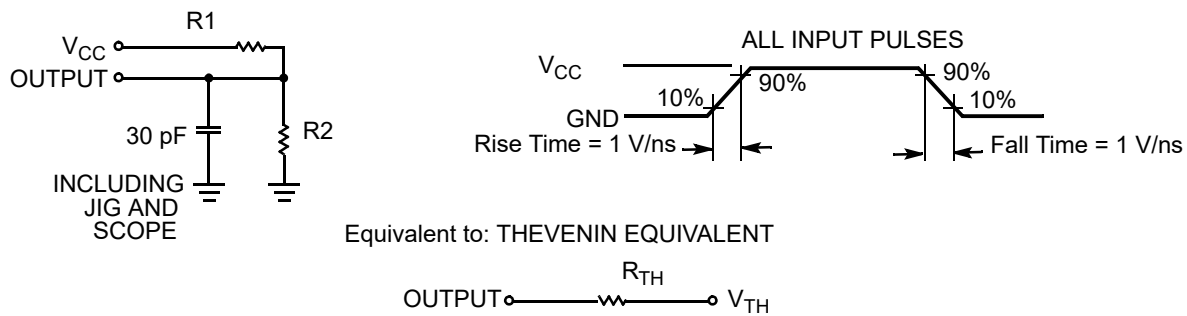 R1
VCC
OUTPUT
30 pF
R2
INCLUDING
JIG AND
SCOPE
ALL INPUT PULSES
VCC
GND
10%
90%
90%
10%
Rise Time = 1 V/ns
Fall Time = 1 V/ns
Equivalent to: THEVENIN EQUIVALENT
RTH
OUTPUT
VTH